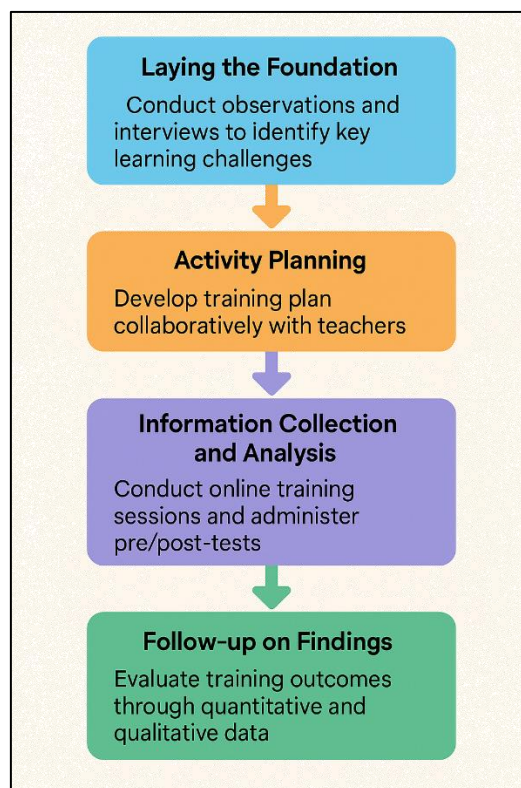 Laying the Foundation
Conduct observations and
interviews to identify key
learning challenges
Activity Planning
Develop training plan
collaboratively with teachers
Information Collection
and Analysis
Conduct online training
sessions and administer
pre/post-tests
Follow-up on Findings
Evaluate training outcomes
through quantitative and
qualitative data